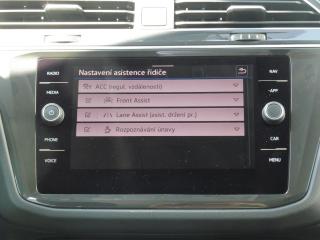 RADIO
MEDIA
PHONE
VOICE
Nastavení asistence řidiče
ACC (regul. vzdálenosti)
Front Assist
Lane Assist (asist. držení pr.)
Rozpoznávání únavy
NAV
APP
CAR
MENU